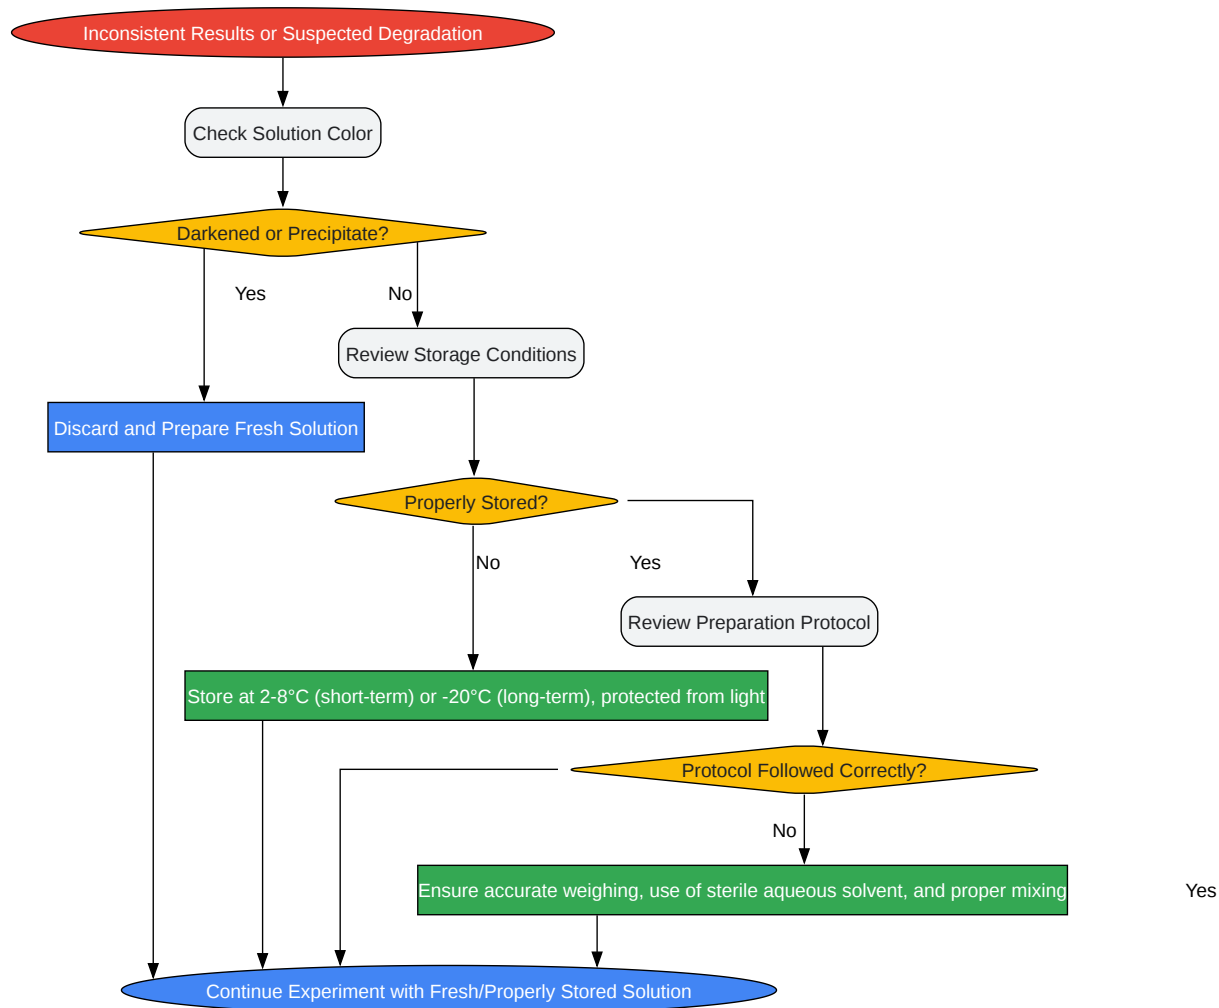 Inconsistent Results or Suspected Degradation
Check Solution Color
Darkened or Precipitate?
Yes
No
Review Storage Conditions
Discard and Prepare Fresh Solution
Properly Stored?
No
Yes
Review Preparation Protocol
Store at 2-8°C (short-term) or -20°C (long-term), protected from light
Protocol Followed Correctly?
No
Ensure accurate weighing, use of sterile aqueous solvent, and proper mixing
Yes
Continue Experiment with Fresh/Properly Stored Solution